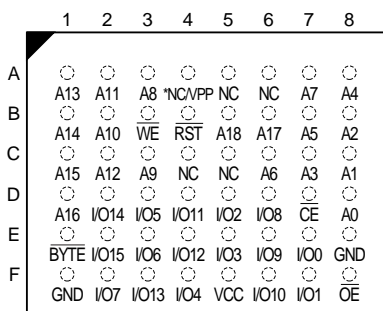 1 2 3 4 5 6 7 8
A
A13 A11 A8 *NC/VPP NC NC A7 A4
B
A14 A10 WE RST A18 A17 A5 A2
C
A15 A12 A9 NC NC A6 A3 A1
D
A16 I/O14 I/O5 I/O11 I/O2 I/O8 CE A0
E
BYTE I/O15 I/O6 I/O12 I/O3 I/O9 I/O0 GND
F
GND I/O7 I/O13 I/O4 VCC I/O10 I/O1 OE